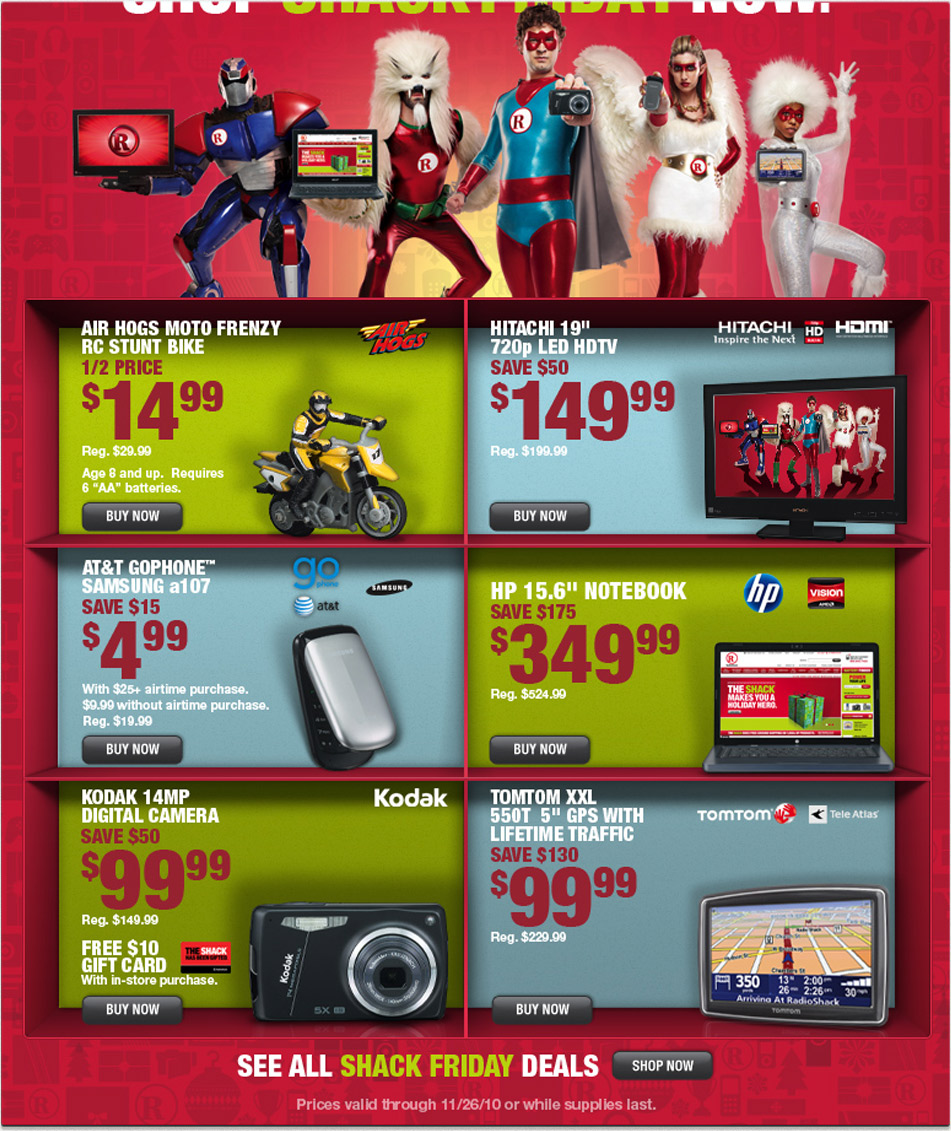 SHOP SHACK FRIDAY NOW!
AIR HOGS MOTO FRENZY
RC STUNT BIKE
1/2 PRICE
$14.99
Reg. $29.99
Age 8 and up. Requires
6 "AA" batteries.
BUY NOW
AIR
HOGS
HITACHI 19"
720p LED HDTV
SAVE $50
$149.99
Reg. $199.99
BUY NOW
HITACHI
Inspire the Next
HD
HDMI
AT&T GOPHONE™
SAMSUNG a107
SAVE $15
$4.99
With $25+ airtime purchase.
$9.99 without airtime purchase.
Reg. $19.99
BUY NOW
go
phone
at&t
SAMSUNG
HP 15.6" NOTEBOOK
SAVE $175
$349.99
Reg. $524.99
BUY NOW
hp
VISION
AMD
THE SHACK
MAKES YOU A
HOLIDAY HERO.
KODAK 14MP
DIGITAL CAMERA
SAVE $50
$99.99
Reg. $149.99
FREE $10
GIFT CARD
With in-store purchase.
BUY NOW
THE SHACK
Kodak
Kodak
5X
TOMTOM XXL
550T 5" GPS WITH
LIFETIME TRAFFIC
SAVE $130
$99.99
Reg. $229.99
BUY NOW
TOMTOM
Tele Atlas
350
yards
2:00pm
2:26pm
30 mph
Arriving At RadioShack
TOMTOM
SEE ALL SHACK FRIDAY DEALS
SHOP NOW
Prices valid through 11/26/10 or while supplies last.